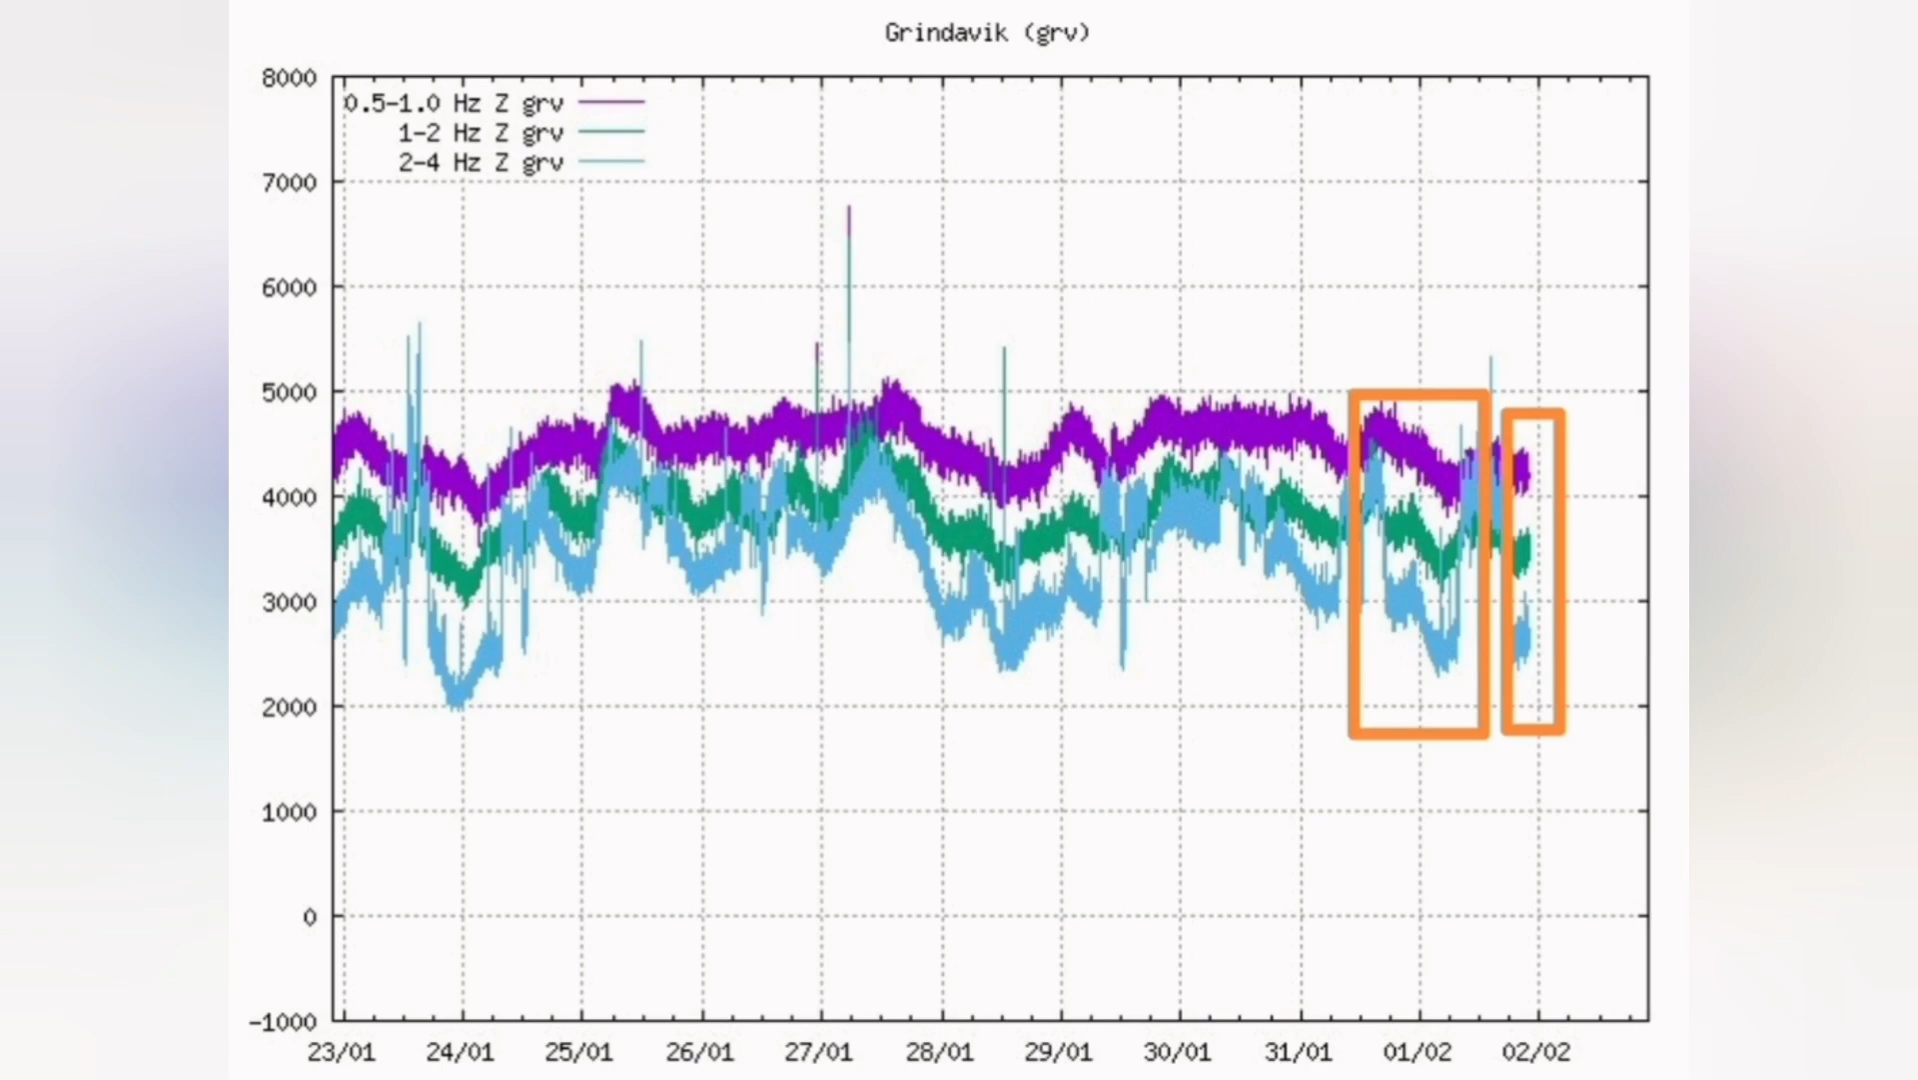 Grindavik (grv)
8000
0.5-1.0 Hz Z grv
1-2 Hz Z grv
2-4 Hz Z grv
7000
6000
5000
4000
3000
2000
1000
0
-1000
23/01 24/01 25/01 26/01 27/01 28/01 29/01 30/01 31/01 01/02 02/02